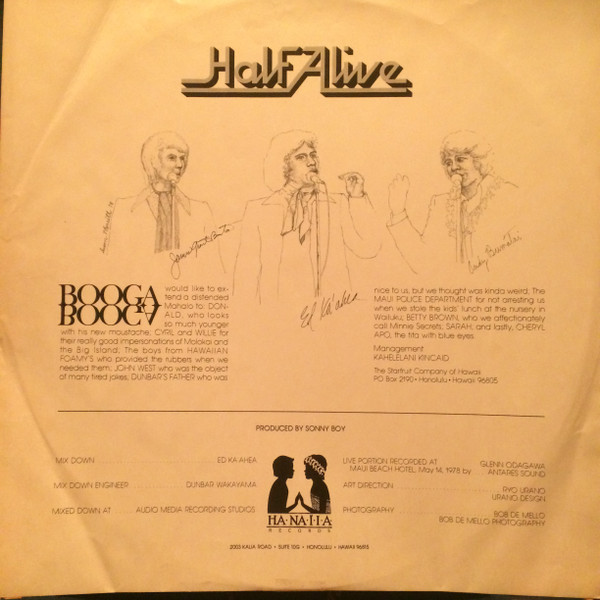 Half Alive
James Grant Benton
Ed Ka'ahea
BOOGA
BOOGA
would like to ex-
tend a distended
Mahalo to: DON-
ALD, who looks
so much younger
with his new moustache, CYRIL and WILLIE for
their really good impersonations of Molokai and
the Big Island; The boys from HAWAIIAN
FOAMY'S who provided the rubbers when we
needed them. JOHN WEST who was the object
of many tired jokes; DUNBAR'S FATHER who was
nice to us, but we thought was kinda weird; The
MAUI POLICE DEPARTMENT for not arresting us
when we stole the kids' lunch at the nursery in
Wailuku; BETTY BROWN, who we affectionately
call Minnie Secrets, SARAH, and lastly, CHERYL
APO, the tita with blue eyes.
Management
KAHELELANI KINCAID
The Starfruit Company of Hawaii
PO Box 2190 • Honolulu • Hawaii 96805
PRODUCED BY SONNY BOY
MIX DOWN . . . . . . . . . . ED KA'AHEA
MIX DOWN ENGINEER . . . . . . . . DUNBAR WAKAYAMA
MIXED DOWN AT . . . . AUDIO MEDIA RECORDING STUDIOS
LIVE PORTION RECORDED AT GLENN ODAGAWA
MAUI BEACH HOTEL, May 14, 1978 by ANTARES SOUND
ART DIRECTION . . . . . . . . RYO URANO
URANO DESIGN
PHOTOGRAPHY . . . . . . . . BOB DE MELLO
BOB DE MELLO PHOTOGRAPHY
HA·NA·I·I·A
RECORDS
2003 KALIA ROAD • SUITE 13G • HONOLULU • HAWAII 96815